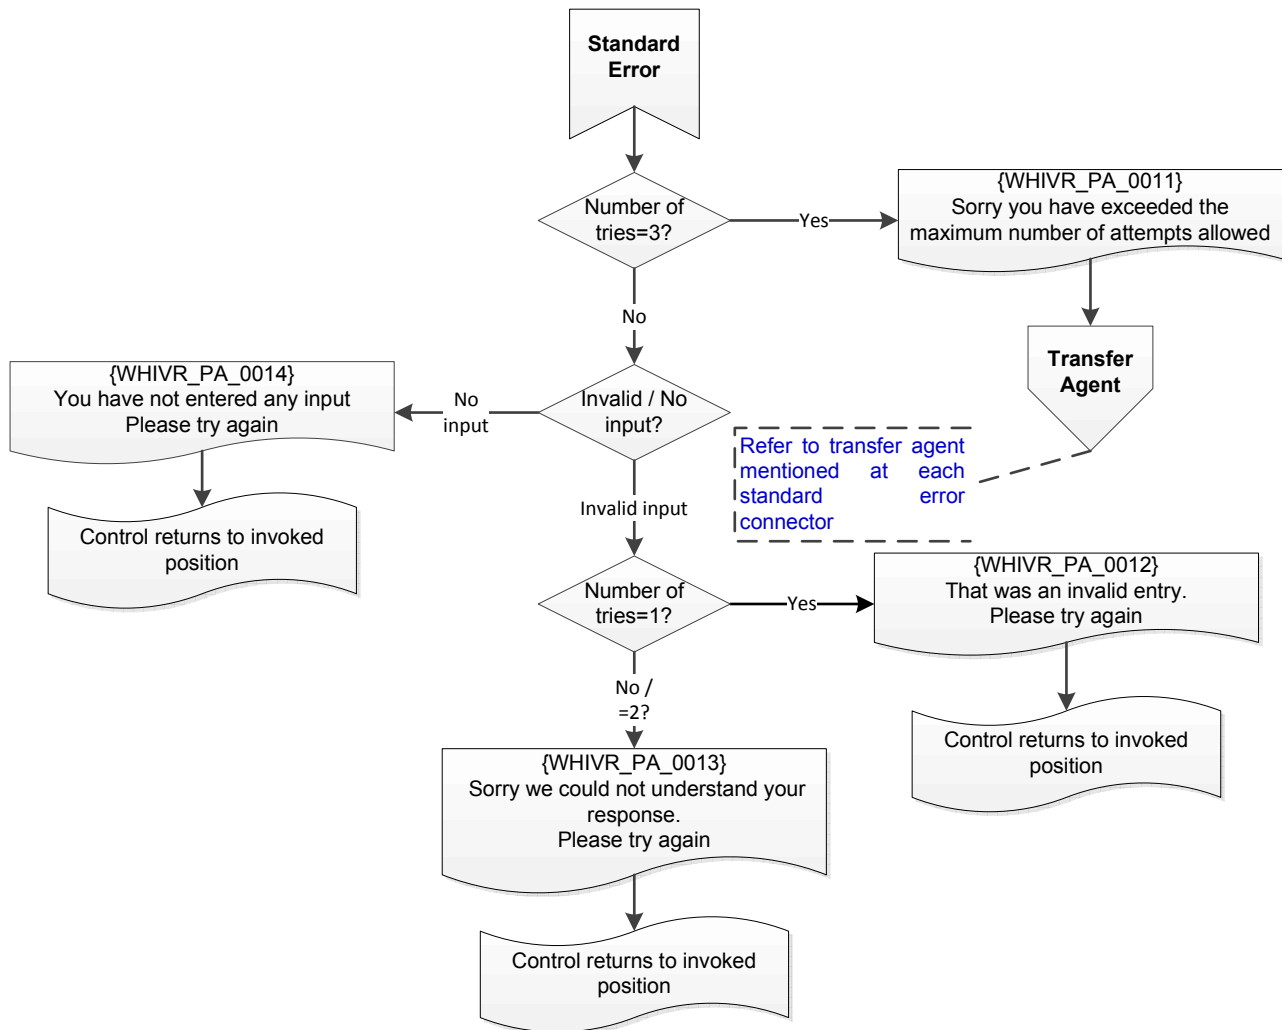 Standard
Error
Number of
tries=3?
Yes
{WHIVR_PA_0011}
Sorry you have exceeded the
maximum number of attempts allowed
No
Transfer
Agent
{WHIVR_PA_0014}
You have not entered any input
Please try again
No
input
Invalid / No
input?
Refer to transfer agent
mentioned at each
standard error
connector
Control returns to invoked
position
Invalid input
Number of
tries=1?
Yes
{WHIVR_PA_0012}
That was an invalid entry.
Please try again
No /
=2?
Control returns to invoked
position
{WHIVR_PA_0013}
Sorry we could not understand your
response.
Please try again
Control returns to invoked
position